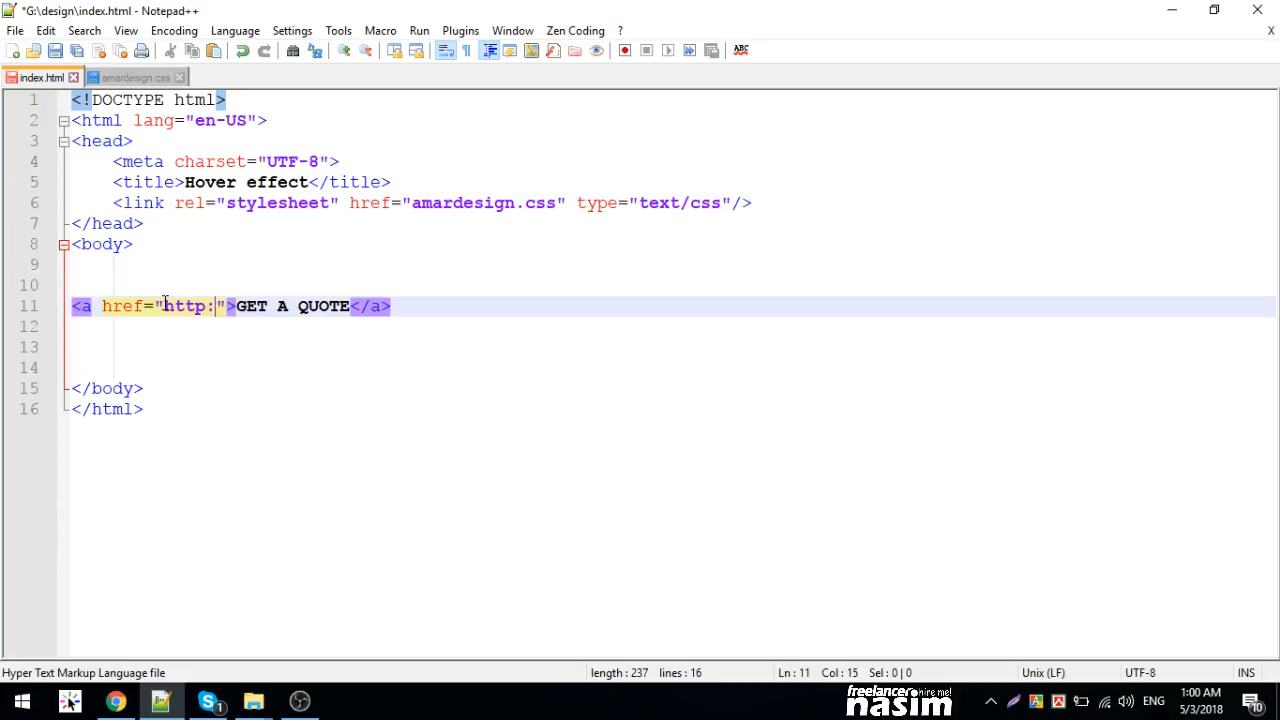 *G:\design\index.html - Notepad++
File Edit Search View Encoding Language Settings Tools Macro Run Plugins Window Zen Coding ? X
index.html amardesign.css
1 <!DOCTYPE html>
2 <html lang="en-US">
3 <head>
4 <meta charset="UTF-8">
5 <title>Hover effect</title>
6 <link rel="stylesheet" href="amardesign.css" type="text/css"/>
7 </head>
8 <body>
9
10
11 <a href="http:">GET A QUOTE</a>
12
13
14
15 </body>
16 </html>
Hyper Text Markup Language file length : 237 lines : 16 Ln : 11 Col : 15 Sel : 0 | 0 Unix (LF) UTF-8 INS
freelancer hire me!
nasim
ENG
1:00 AM
5/3/2018
1
10